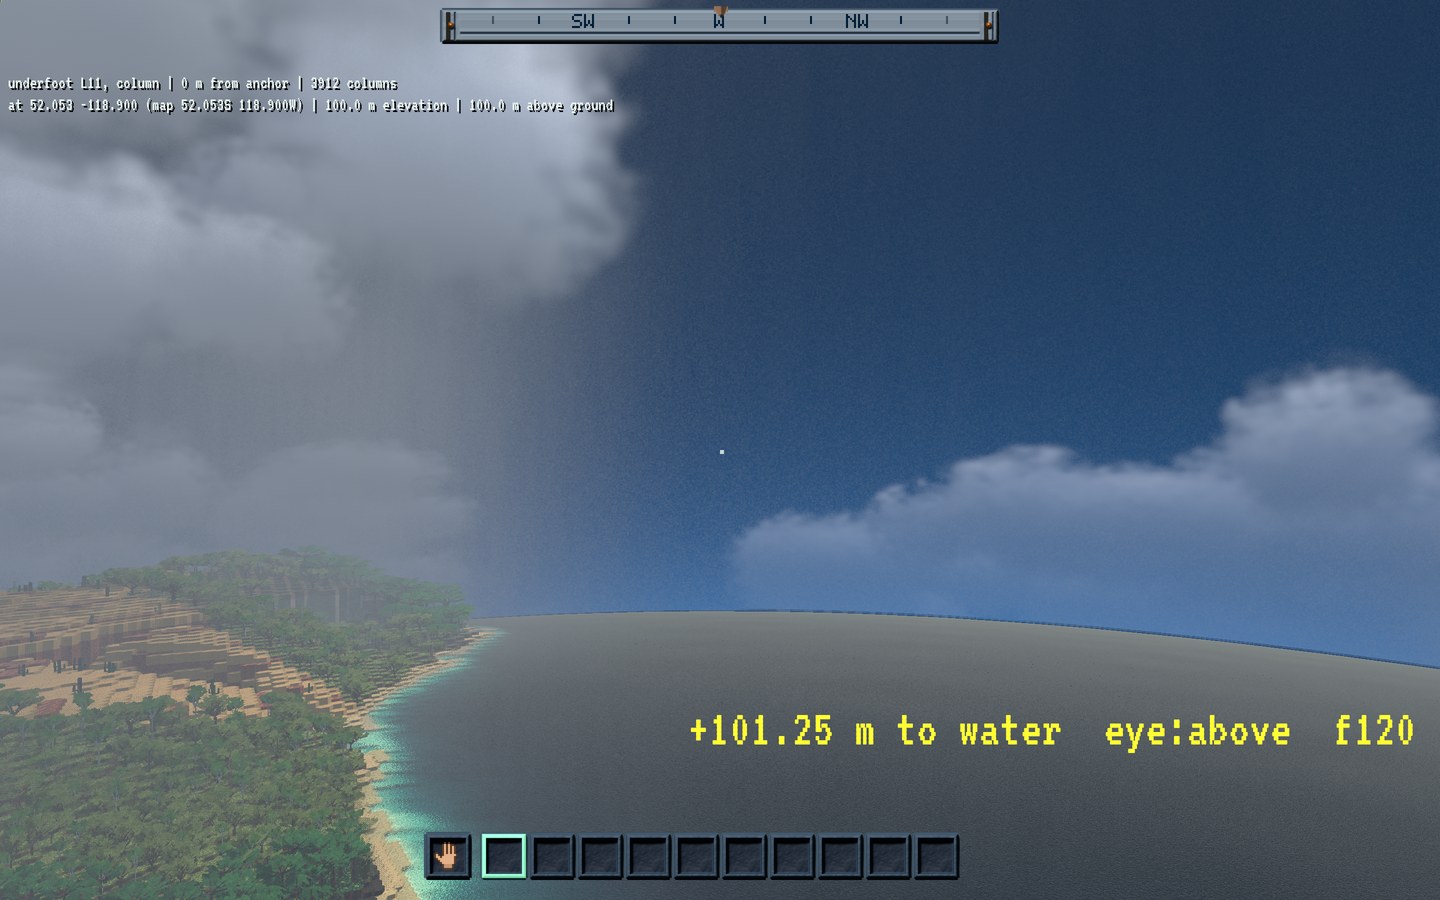 SW W NW
underfoot L11, column | 0 m from anchor | 3912 columns
at 52.053 -118.900 (map 52.053S 118.900W) | 100.0 m elevation | 100.0 m above ground
+101.25 m to water eye:above f120